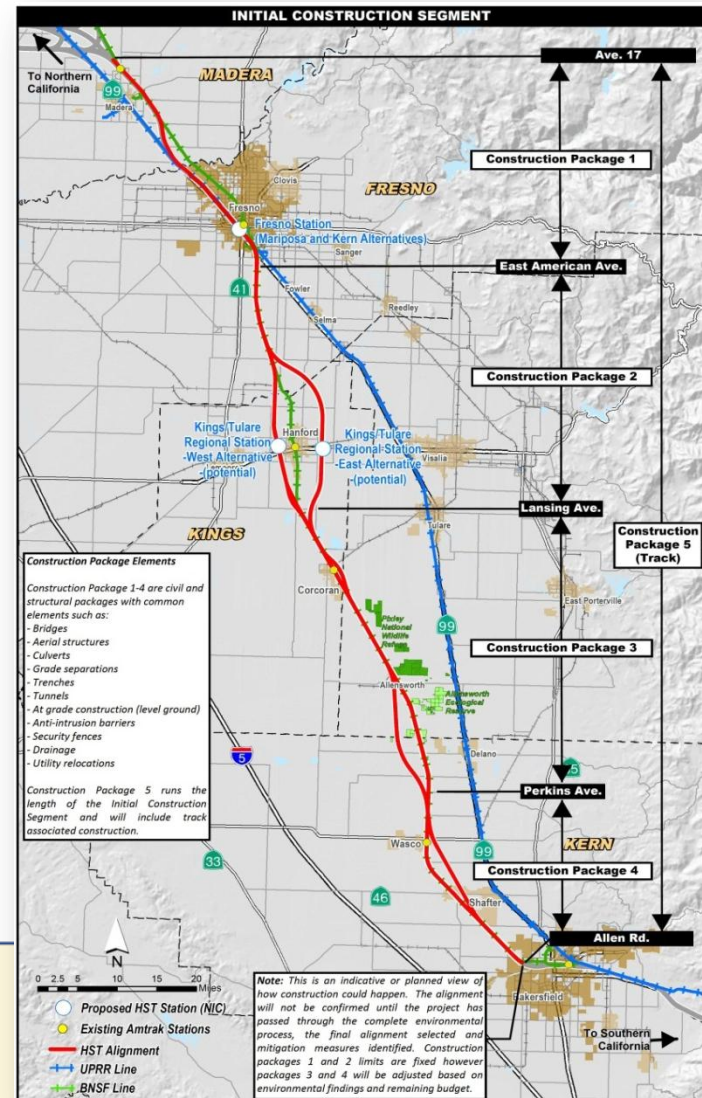 INITIAL CONSTRUCTION SEGMENT
Ave. 17
To Northern
California
MADERA
99
Madera
Construction Package 1
Clovis
FRESNO
Fresno
Fresno Station
(Mariposa and Kern Alternatives)
Sanger
East American Ave.
41
Fowler
Reedley
Selma
Construction Package 2
Kings/Tulare
Regional Station
-West Alternative
-(potential)
Hanford
Kings/Tulare
Regional Station
-East Alternative
-(potential)
Lemoore
Visalia
Lansing Ave.
Tulare
KINGS
Construction
Package 5
(Track)
Construction Package Elements
Construction Package 1-4 are civil and
structural packages with common
elements such as:
- Bridges
- Aerial structures
- Culverts
- Grade separations
- Trenches
- Tunnels
- At grade construction (level ground)
- Anti-intrusion barriers
- Security fences
- Drainage
- Utility relocations
Construction Package 5 runs the
length of the Initial Construction
Segment and will include track
associated construction.
Corcoran
East Porterville
Pixley
National
Wildlife
Refuge
99
Construction Package 3
Allensworth
Allensworth
Ecological
Reserve
Delano
5
Perkins Ave.
Wasco
99
KERN
33
Construction Package 4
46
Shafter
Allen Rd.
N
0 2.5 5 10 15 20
Miles
Bakersfield
To Southern
California
Proposed HST Station (NIC)
Existing Amtrak Stations
HST Alignment
UPRR Line
BNSF Line
Note: This is an indicative or planned view of
how construction could happen. The alignment
will not be confirmed until the project has
passed through the complete environmental
process, the final alignment selected and
mitigation measures identified. Construction
packages 1 and 2 limits are fixed however
packages 3 and 4 will be adjusted based on
environmental findings and remaining budget.